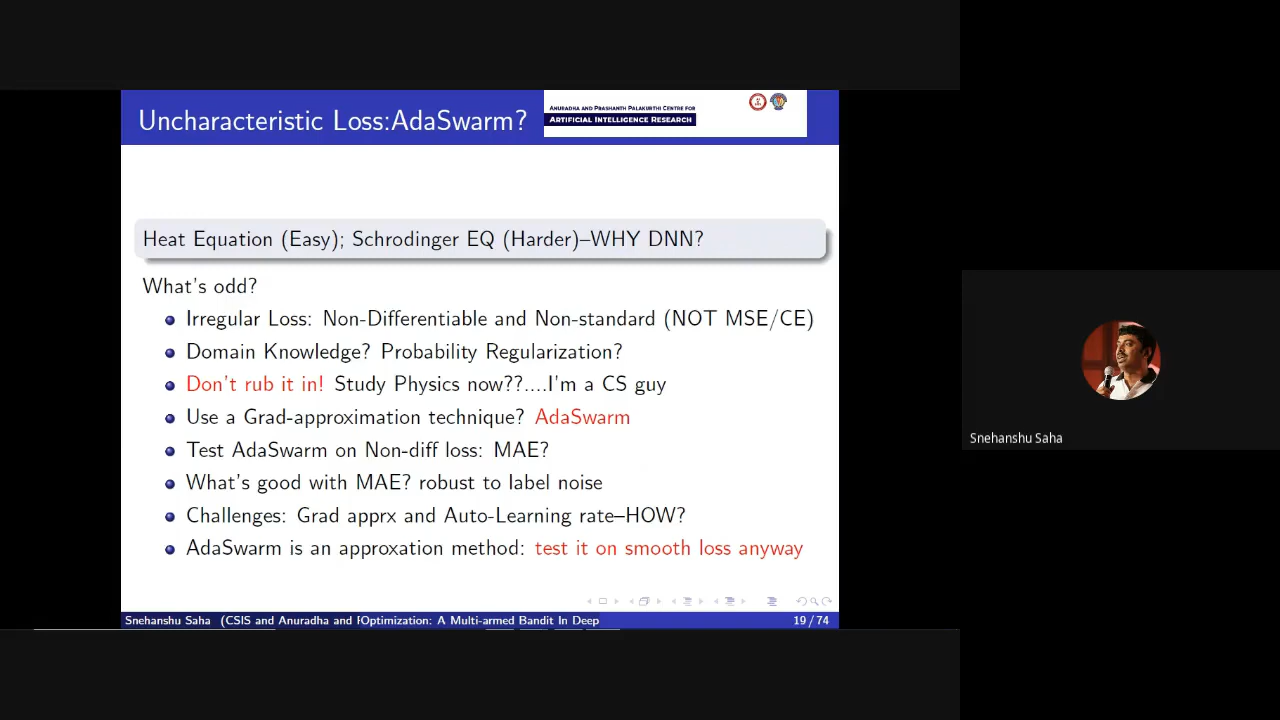 Uncharacteristic Loss:AdaSwarm?
ANURADHA AND PRASHANTH PALAKURTHI CENTRE FOR
ARTIFICIAL INTELLIGENCE RESEARCH
Heat Equation (Easy); Schrodinger EQ (Harder)–WHY DNN?
What's odd?
Irregular Loss: Non-Differentiable and Non-standard (NOT MSE/CE)
Domain Knowledge? Probability Regularization?
Don't rub it in! Study Physics now??....I'm a CS guy
Use a Grad-approximation technique? AdaSwarm
Test AdaSwarm on Non-diff loss: MAE?
What's good with MAE? robust to label noise
Challenges: Grad apprx and Auto-Learning rate–HOW?
AdaSwarm is an approxation method: test it on smooth loss anyway
Snehanshu Saha (CSIS and Anuradha and Optimization: A Multi-armed Bandit In Deep 19 / 74
Snehanshu Saha